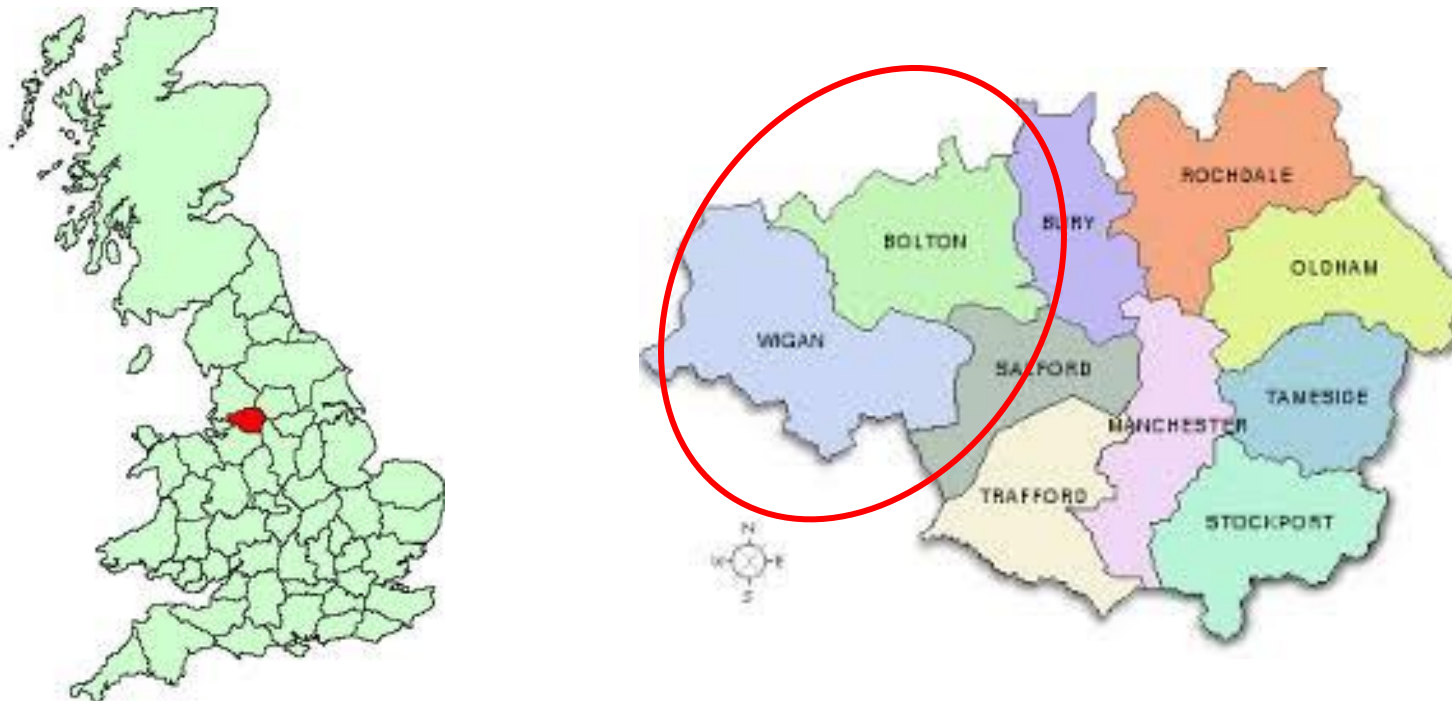 ROCHDALE
BOLTON
BURY
OLDHAM
WIGAN
SALFORD
TAMESIDE
MANCHESTER
TRAFFORD
STOCKPORT
N
W
E
S